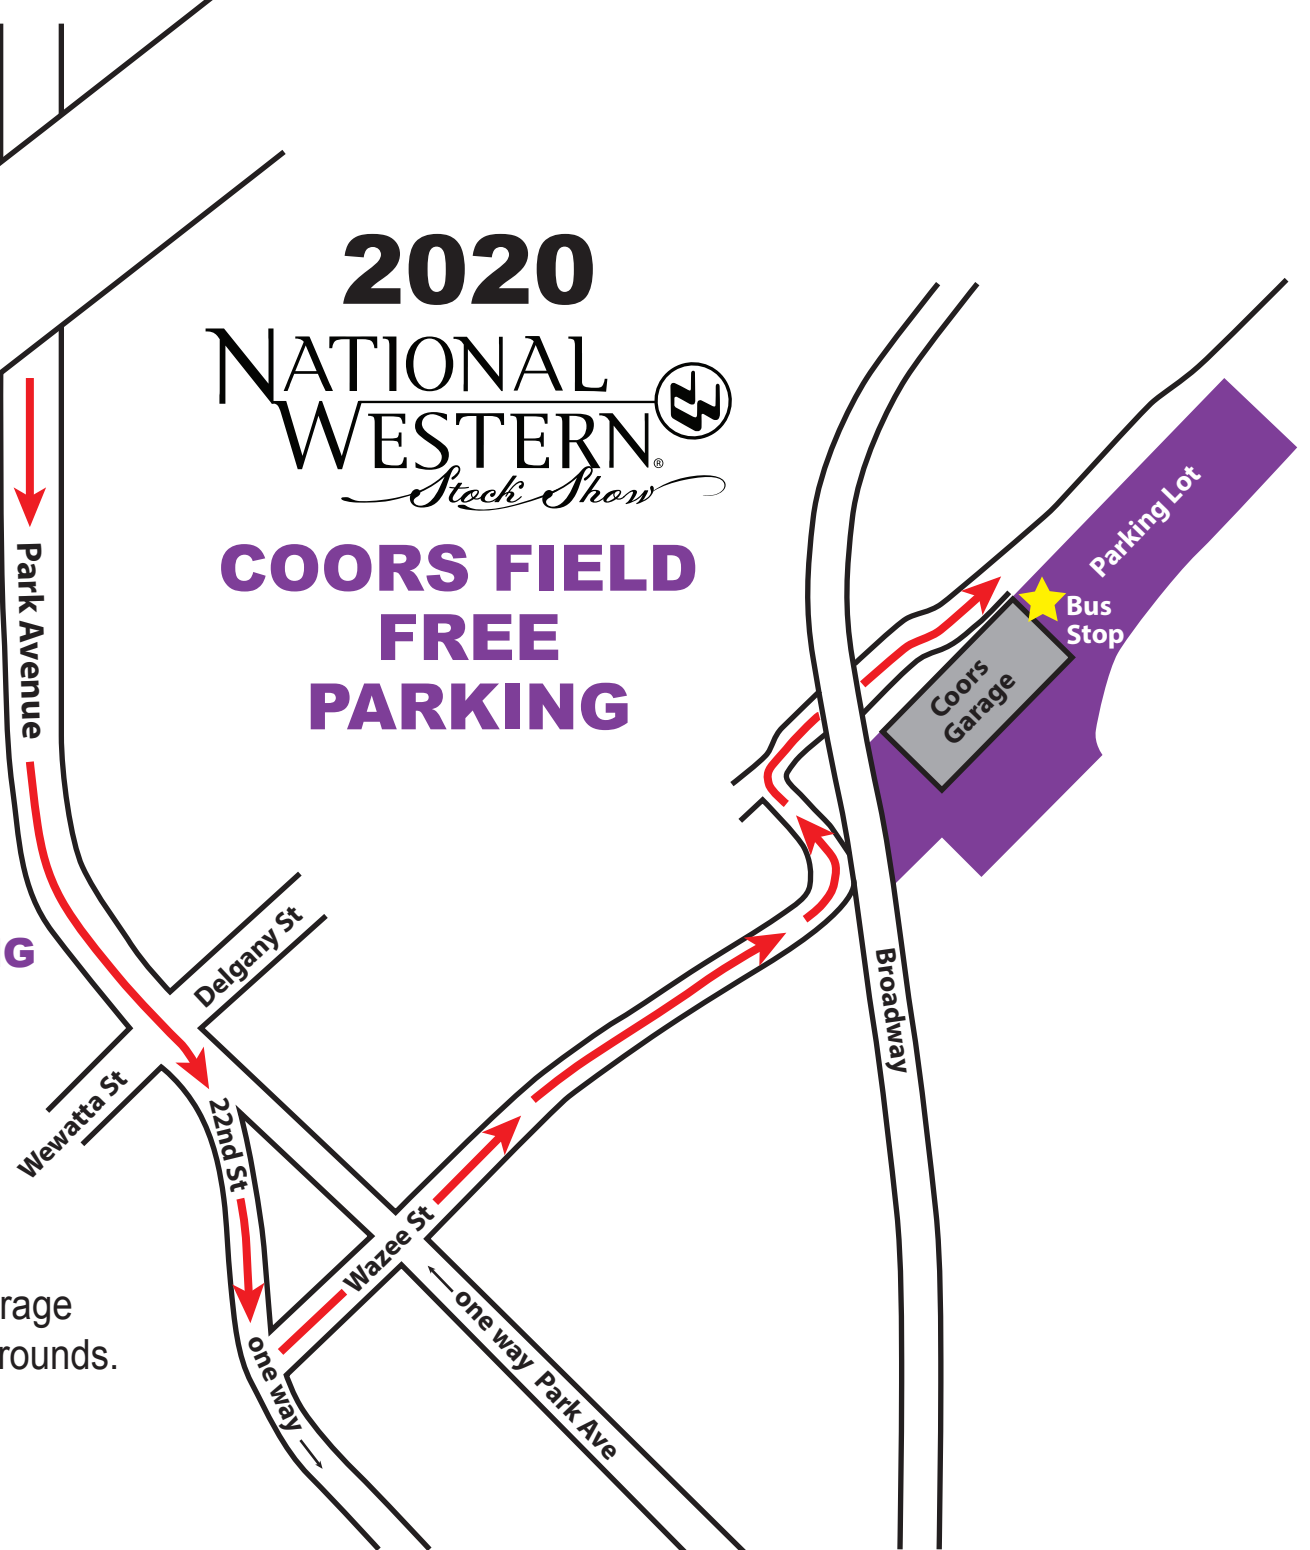 2020
NATIONAL
WESTERN®
Stock Show
COORS FIELD
FREE
PARKING
Parking Lot
Bus
Stop
Coors
Garage
Park Avenue
G
Delgany St
Broadway
Wewatta St
22nd St
Wazee St
rage
rounds.
one way
one way Park Ave